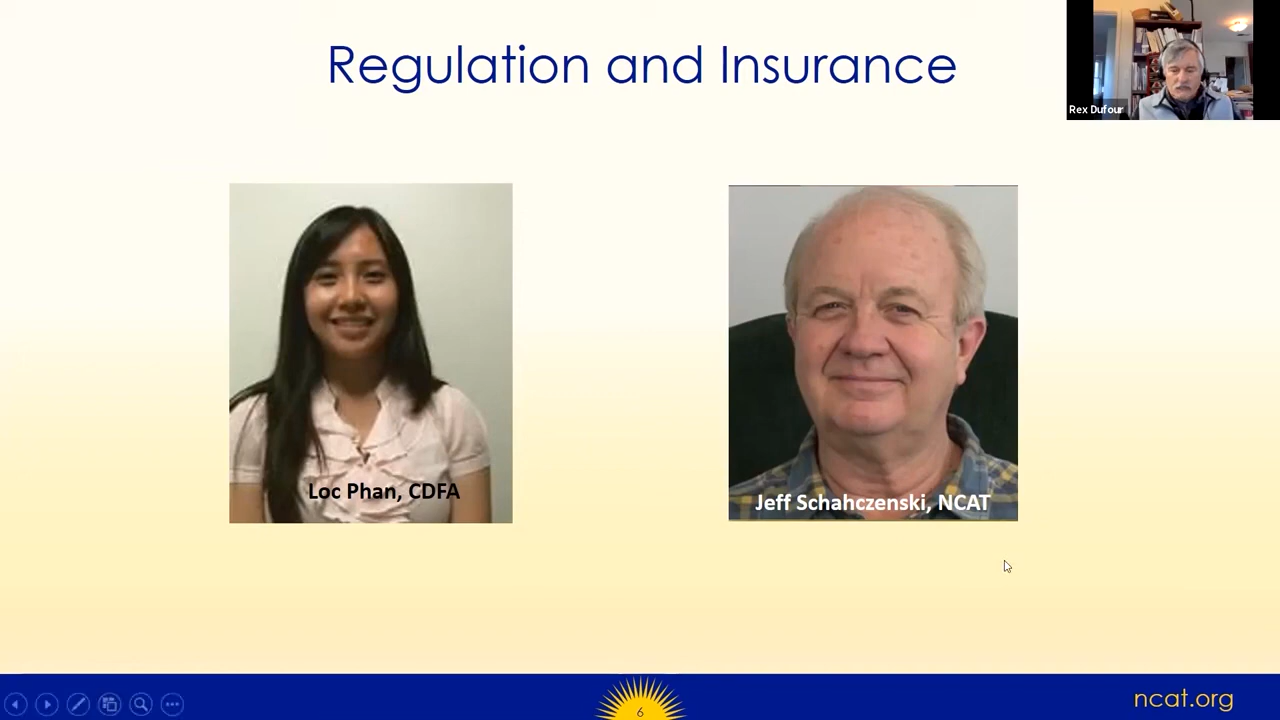 Regulation and Insurance
Rex Dufour
Loc Phan, CDFA
Jeff Schahczenski, NCAT
6
ncat.org